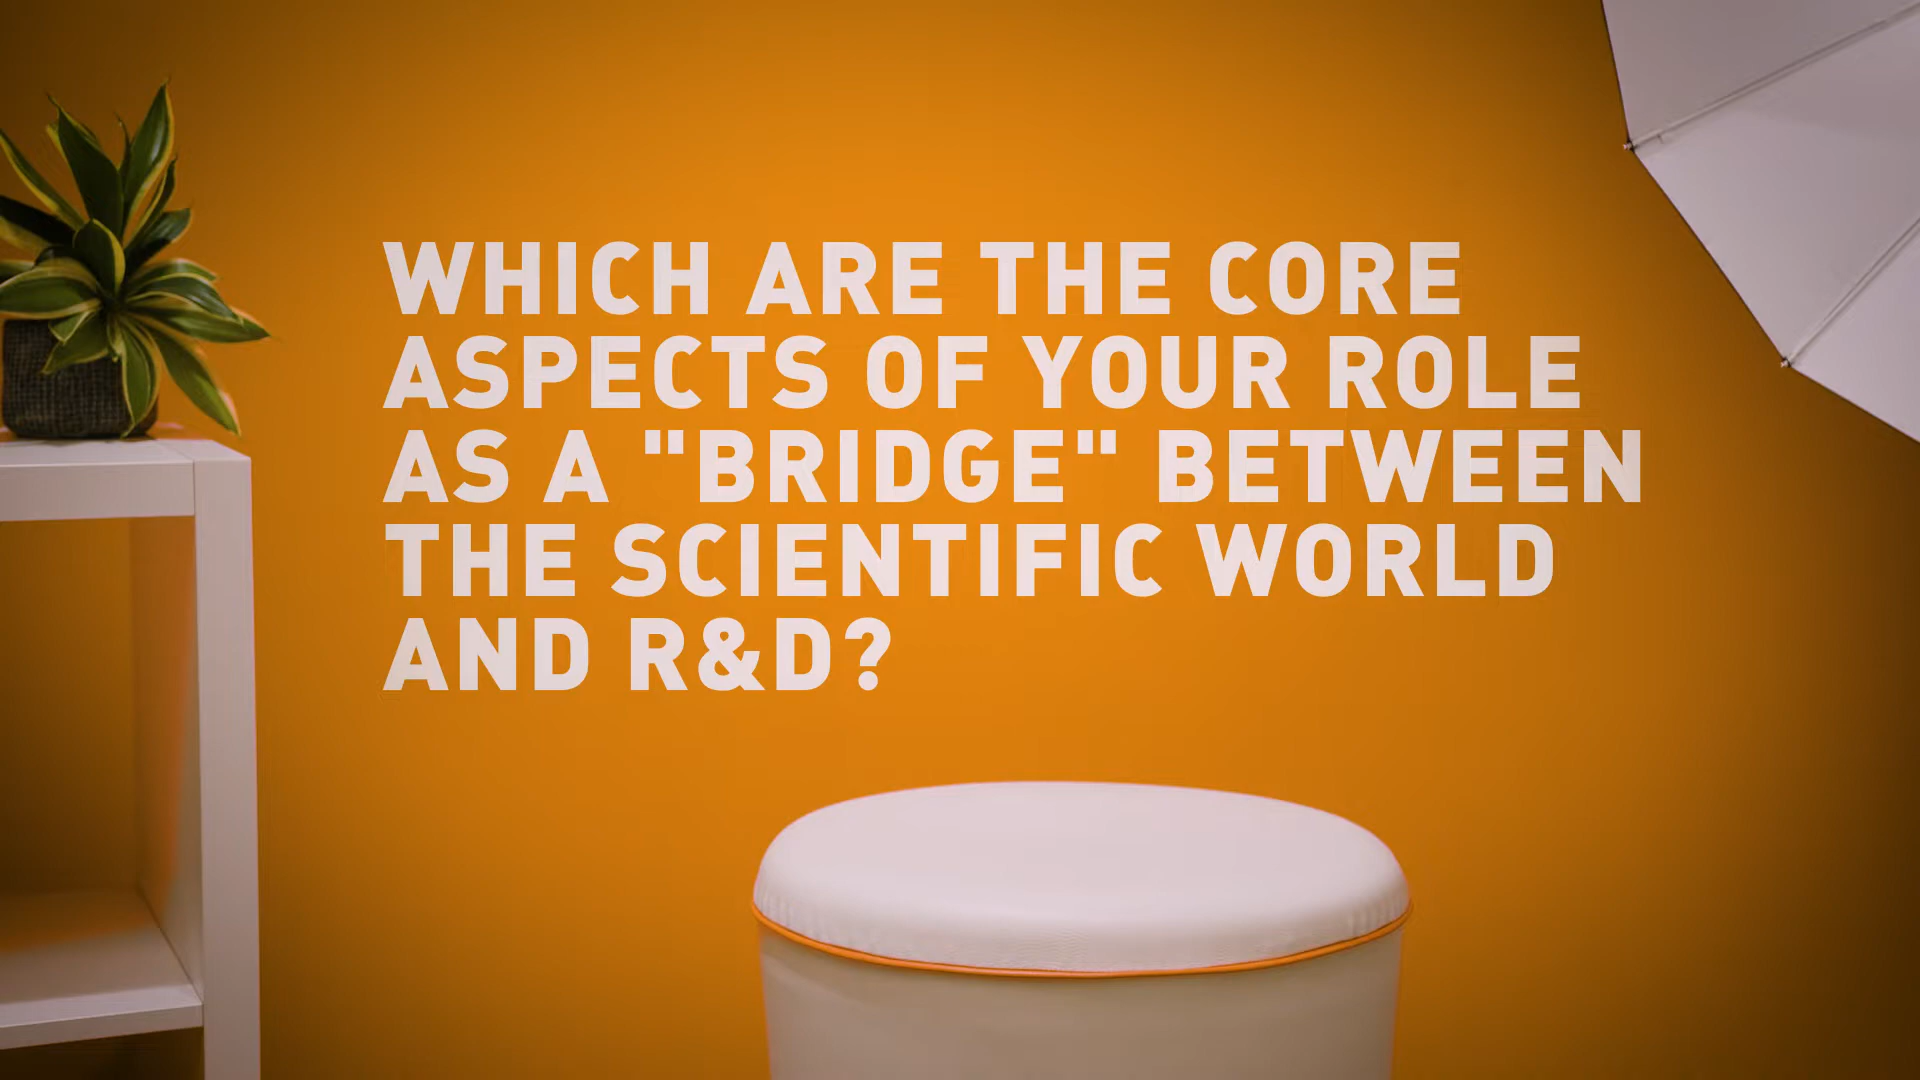 WHICH ARE THE CORE
ASPECTS OF YOUR ROLE
AS A "BRIDGE" BETWEEN
THE SCIENTIFIC WORLD
AND R&D?